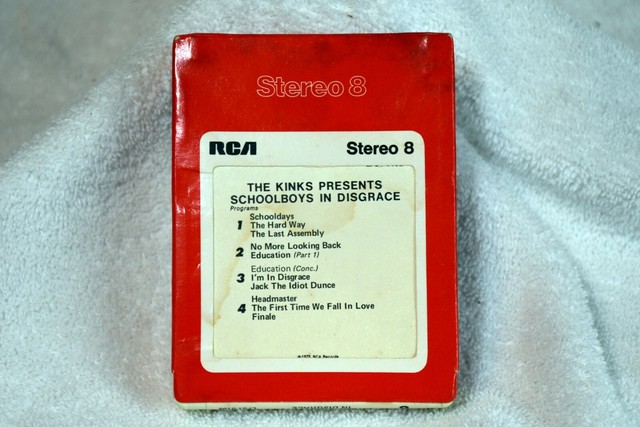 Stereo 8
RCA Stereo 8
THE KINKS PRESENTS
SCHOOLBOYS IN DISGRACE
Programs
1 Schooldays
The Hard Way
The Last Assembly
2 No More Looking Back
Education (Part 1)
3 Education (Conc.)
I'm In Disgrace
Jack The Idiot Dunce
4 Headmaster
The First Time We Fall In Love
Finale
RCA Records